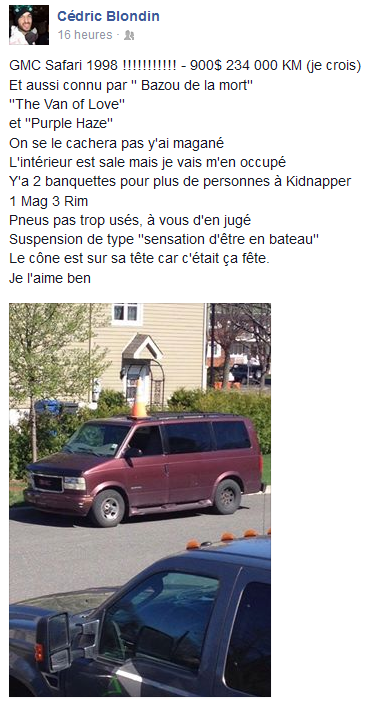 Cédric Blondin
16 heures ·
GMC Safari 1998 !!!!!!!!!!! - 900$ 234 000 KM (je crois)
Et aussi connu par " Bazou de la mort"
"The Van of Love"
et "Purple Haze"
On se le cachera pas y'ai magané
L'intérieur est sale mais je vais m'en occupé
Y'a 2 banquettes pour plus de personnes à Kidnapper
1 Mag 3 Rim
Pneus pas trop usés, à vous d'en jugé
Suspension de type "sensation d'être en bateau"
Le cône est sur sa tête car c'était ça fête.
Je l'aime ben
GMC